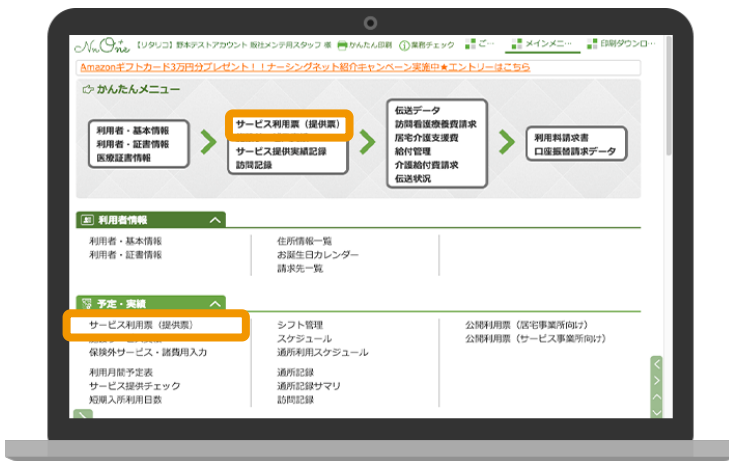 NuOne 【リタリコ】野本テストアカウント 販社メンテ用スタッフ 様 かんたん印刷 業務チェック ご… メインメニ… 印刷ダウンロ…
Amazonギフトカード3万円分プレゼント！！ナーシングネット紹介キャンペーン実施中★エントリーはこちら
かんたんメニュー
利用者・基本情報
利用者・証書情報
医療証書情報
サービス利用票（提供票）
サービス提供実績記録
訪問記録
伝送データ
訪問看護療養費請求
居宅介護支援費
給付管理
介護給付費請求
伝送状況
利用料請求書
口座振替請求データ
利用者情報
利用者・基本情報
利用者・証書情報
住所情報一覧
お誕生日カレンダー
請求先一覧
予定・実績
サービス利用票（提供票）
保険外サービス・諸費用入力
利用月間予定表
サービス提供チェック
短期入所利用日数
シフト管理
スケジュール
通所利用スケジュール
通所記録
通所記録サマリ
訪問記録
公開利用票（居宅事業所向け）
公開利用票（サービス事業所向け）